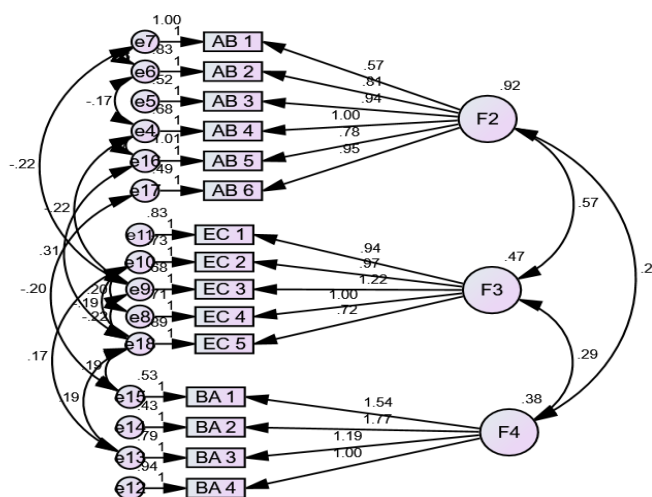 1.00
e7 1 AB 1
.83
e6 1 AB 2
.52
e5 1 AB 3
.68
e4 1 AB 4
1.01
e16 1 AB 5
.49
e17 1 AB 6
.57
.81
.94
1.00
.78
.95
.92
F2
-.17
-.22
-.22
.31
-.20
.17
.83
e11 1 EC 1
.73
e10 1 EC 2
.68
e9 1 EC 3
.71
e8 1 EC 4
.89
e18 1 EC 5
.94
.97
1.22
1.00
.72
.47
F3
.57
.29
.20
.19
-.22
.19
.19
.53
e15 1 BA 1
.43
e14 1 BA 2
.79
e13 1 BA 3
.94
e12 1 BA 4
1.54
1.77
1.19
1.00
.38
F4